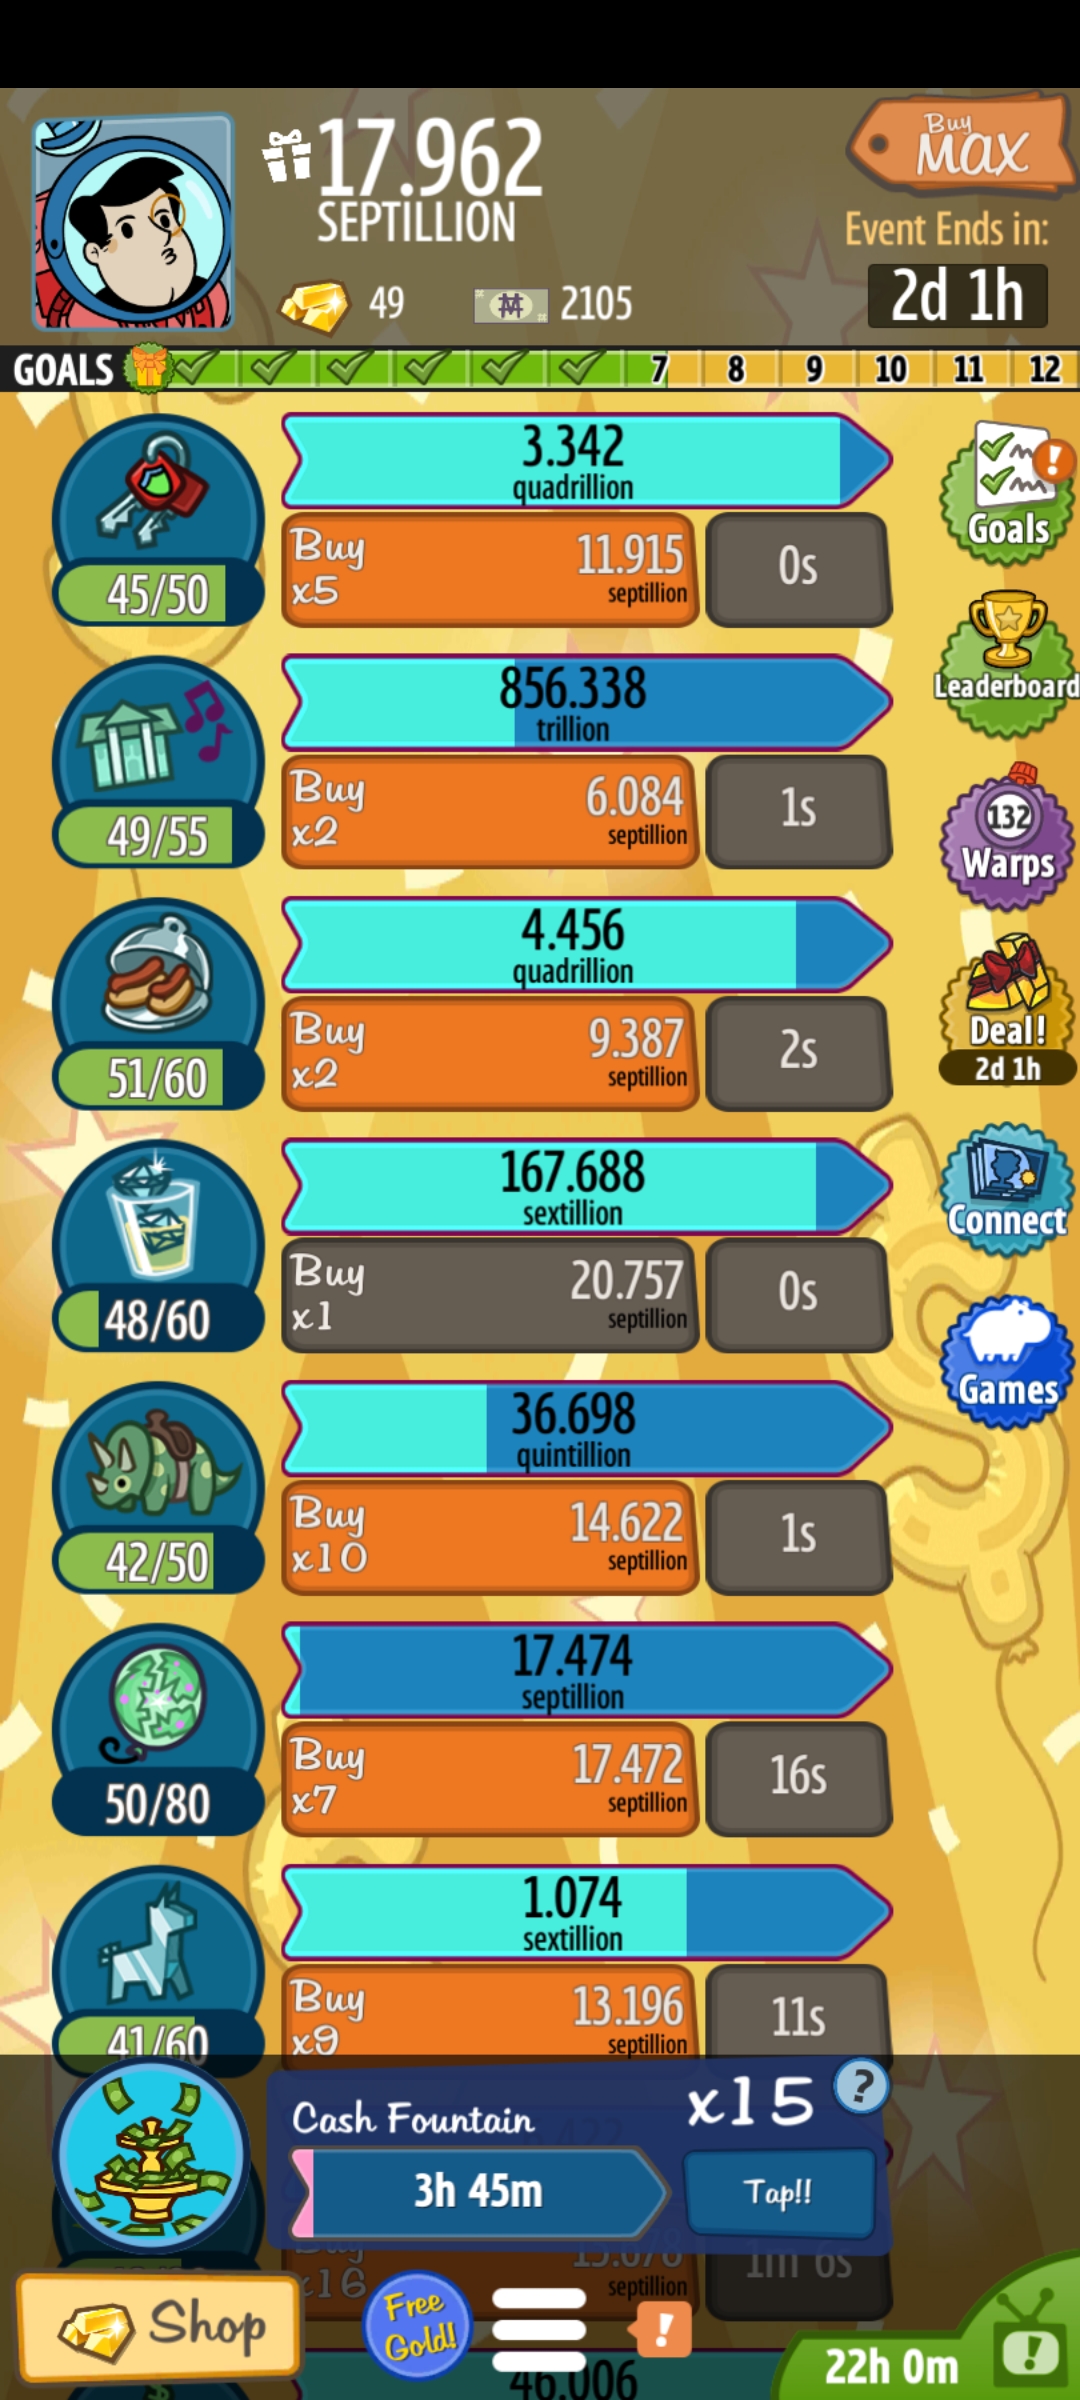 17.962
SEPTILLION
Buy
MAX
Event Ends in:
2d 1h
49
2105
GOALS
7 8 9 10 11 12
3.342
quadrillion
Buy
x5
11.915
septillion
0s
45/50
Goals
856.338
trillion
Buy
x2
6.084
septillion
1s
49/55
Leaderboard
132
Warps
4.456
quadrillion
Buy
x2
9.387
septillion
2s
51/60
Deal!
2d 1h
167.688
sextillion
Buy
x1
20.757
septillion
0s
48/60
Connect
36.698
quintillion
Buy
x10
14.622
septillion
1s
42/50
Games
17.474
septillion
Buy
x7
17.472
septillion
16s
50/80
1.074
sextillion
Buy
x9
13.196
septillion
11s
41/60
Cash Fountain
x15
?
3h 45m
Tap!!
Buy
x16
15.078
septillion
1m 6s
Shop
Free
Gold!
!
22h 0m
!
46.006